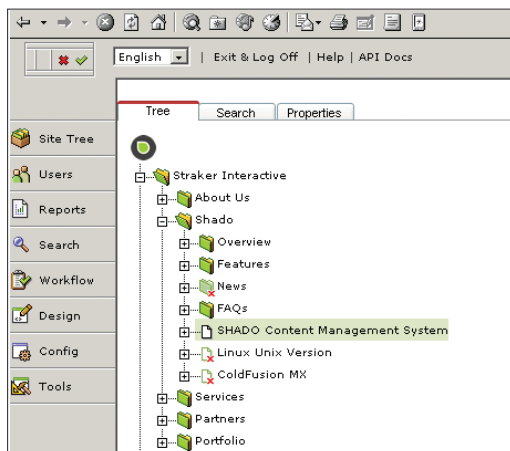 English | Exit & Log Off | Help | API Docs
Tree Search Properties
Site Tree
Users
Reports
Search
Workflow
Design
Config
Tools
Straker Interactive
About Us
Shado
Overview
Features
News
FAQs
SHADO Content Management System
Linux Unix Version
ColdFusion MX
Services
Partners
Portfolio